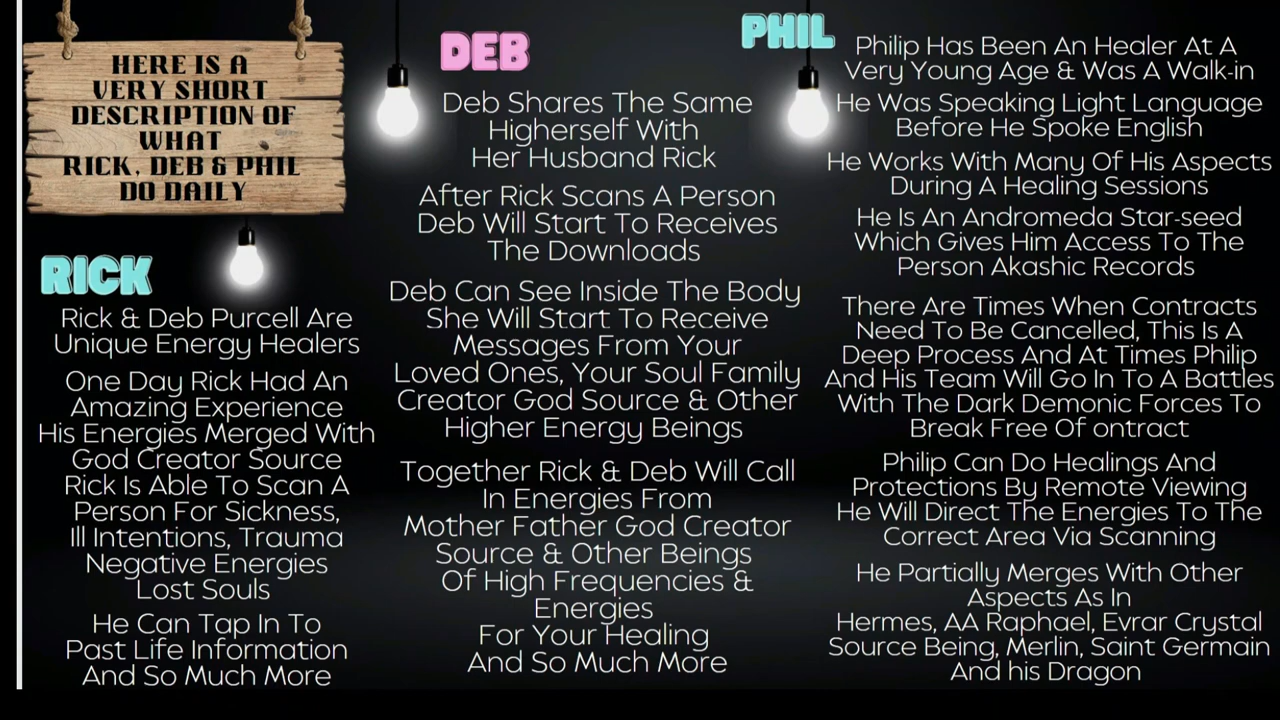 HERE IS A
VERY SHORT
DESCRIPTION OF
WHAT
RICK, DEB & PHIL
DO DAILY
RICK
Rick & Deb Purcell Are
Unique Energy Healers
One Day Rick Had An
Amazing Experience
His Energies Merged With
God Creator Source
Rick Is Able To Scan A
Person For Sickness,
Ill Intentions, Trauma
Negative Energies
Lost Souls
He Can Tap In To
Past Life Information
And So Much More
DEB
Deb Shares The Same
Higherself With
Her Husband Rick
After Rick Scans A Person
Deb Will Start To Receives
The Downloads
Deb Can See Inside The Body
She Will Start To Receive
Messages From Your
Loved Ones, Your Soul Family
Creator God Source & Other
Higher Energy Beings
Together Rick & Deb Will Call
In Energies From
Mother Father God Creator
Source & Other Beings
Of High Frequencies &
Energies
For Your Healing
And So Much More
PHIL
Philip Has Been An Healer At A
Very Young Age & Was A Walk-in
He Was Speaking Light Language
Before He Spoke English
He Works With Many Of His Aspects
During A Healing Sessions
He Is An Andromeda Star-seed
Which Gives Him Access To The
Person Akashic Records
There Are Times When Contracts
Need To Be Cancelled, This Is A
Deep Process And At Times Philip
And His Team Will Go In To A Battles
With The Dark Demonic Forces To
Break Free Of ontract
Philip Can Do Healings And
Protections By Remote Viewing
He Will Direct The Energies To The
Correct Area Via Scanning
He Partially Merges With Other
Aspects As In
Hermes, AA Raphael, Evrar Crystal
Source Being, Merlin, Saint Germain
And his Dragon